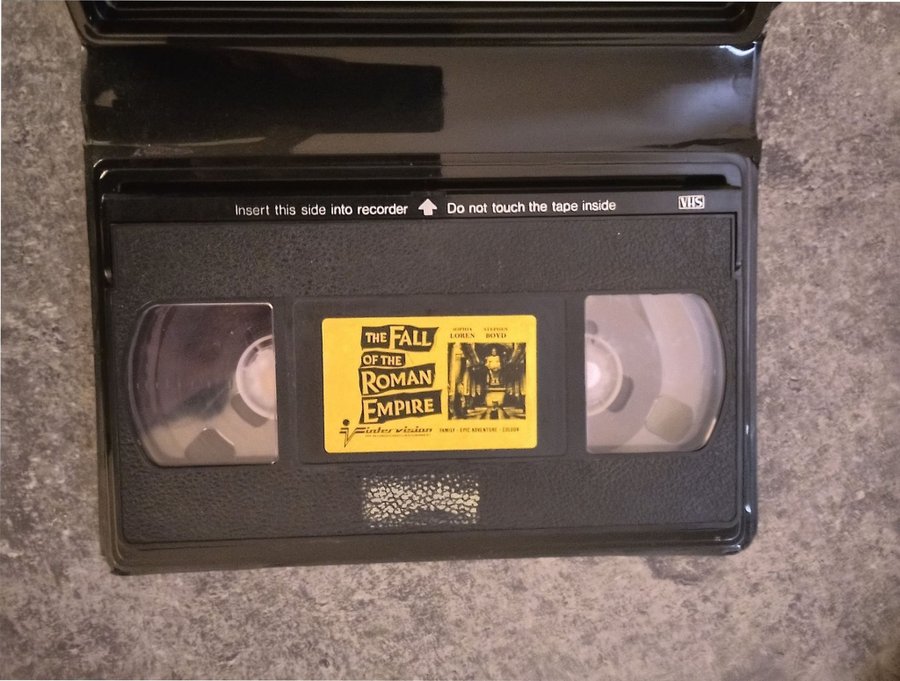 Insert this side into recorder Do not touch the tape inside VHS
THE FALL
OF THE
ROMAN
EMPIRE
SOPHIA STEPHEN
LOREN BOYD
intervision
FAMILY - EPIC ADVENTURE - COLOUR